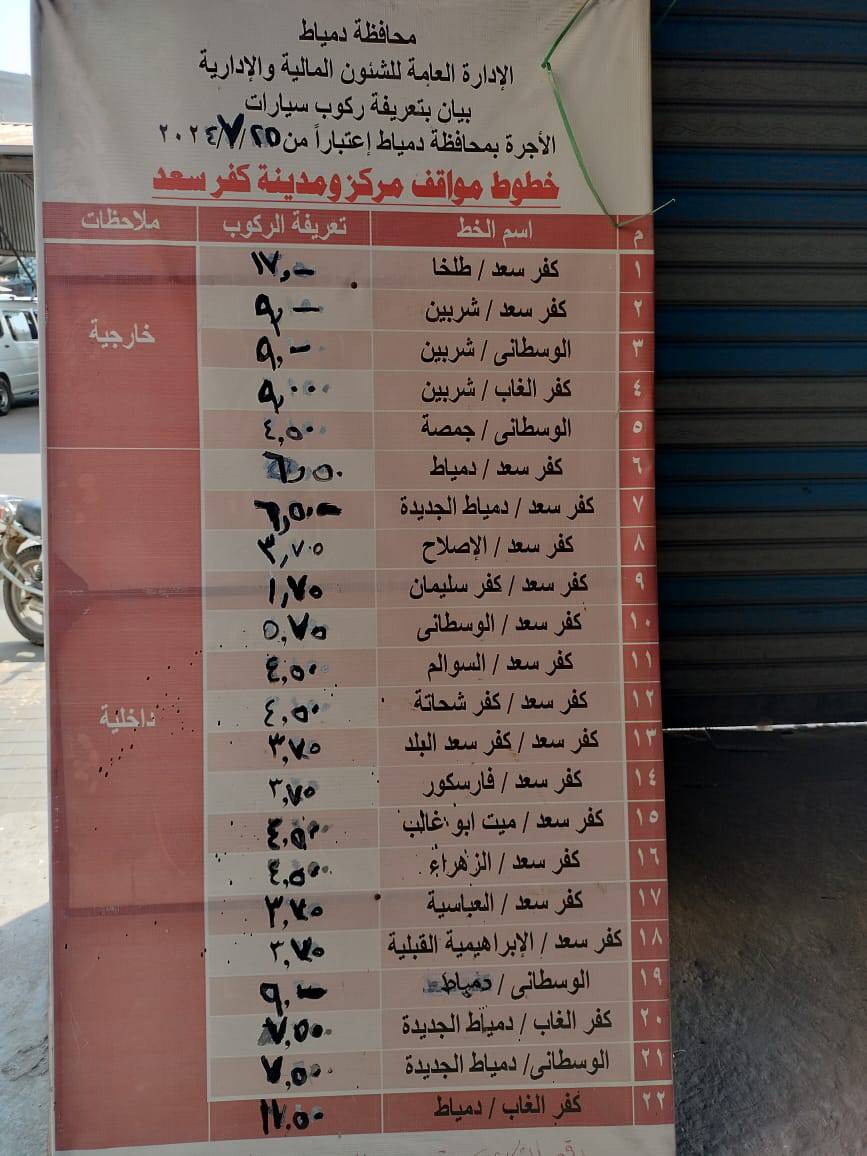 محافظة دمياط
الإدارة العامة للشئون المالية والإدارية
بيان بتعريفة ركوب سيارات
الأجرة بمحافظة دمياط إعتباراً من ٢٠٢٤/٧/٢٥
خطوط مواقف مركز ومدينة كفر سعد
م اسم الخط تعريفة الركوب ملاحظات
١ كفر سعد / طلخا ١٧,٠
٢ كفر سعد / شربين ٩,٠
خارجية
٣ الوسطانى / شربين ٩,٠
٤ كفر الغاب / شربين ٩,٠٠٠
٥ الوسطانى / جمصة ٤,٥٠
٦ كفر سعد / دمياط ٦,٥٠
٧ كفر سعد / دمياط الجديدة ٦,٥٠
٨ كفر سعد / الإصلاح ٣,٧٥
٩ كفر سعد / كفر سليمان ١,٧٥
١٠ كفر سعد / الوسطانى ٥,٧٥
١١ كفر سعد / السوالم ٤,٥٠
١٢ كفر سعد / كفر شحاتة ٤,٥٠
داخلية
١٣ كفر سعد / كفر سعد البلد ٣,٧٥
١٤ كفر سعد / فارسكور ٣,٧٥
١٥ كفر سعد / ميت ابو غالب ٤,٥٠
١٦ كفر سعد / الزهراء ٤,٥٠
١٧ كفر سعد / العباسية ٣,٧٥
١٨ كفر سعد / الإبراهيمية القبلية ٣,٧٥
١٩ الوسطانى / دمياط ٩,٠
٢٠ كفر الغاب / دمياط الجديدة ٧,٥٠
٢١ الوسطانى/ دمياط الجديدة ٧,٥٠
٢٢ كفر الغاب / دمياط ١١.٥٠